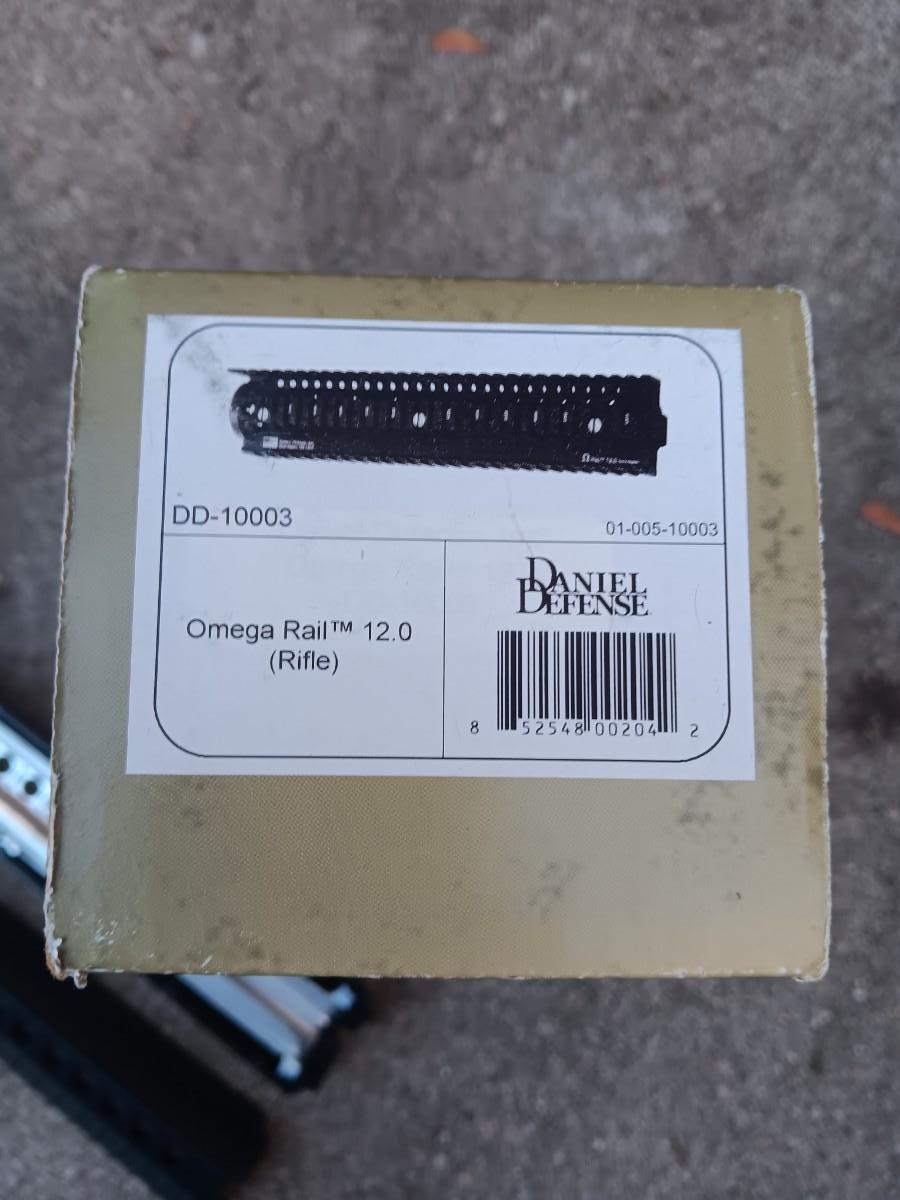 DD-10003
01-005-10003
Omega Rail™ 12.0
(Rifle)
DANIEL
DEFENSE
8 52548 00204 2